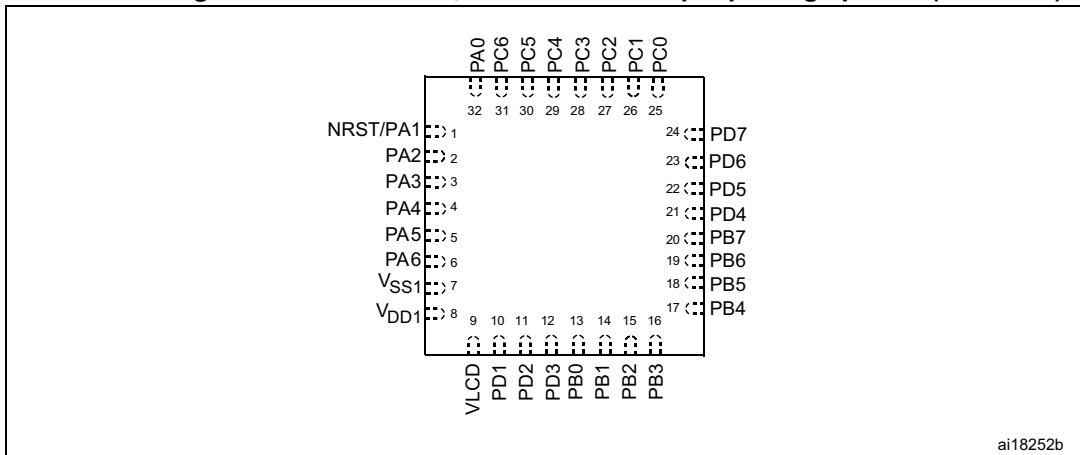 PA0 PC6 PC5 PC4 PC3 PC2 PC1 PC0
32 31 30 29 28 27 26 25
NRST/PA1 1 24 PD7
PA2 2 23 PD6
PA3 3 22 PD5
PA4 4 21 PD4
PA5 5 20 PB7
PA6 6 19 PB6
VSS1 7 18 PB5
VDD1 8 17 PB4
9 10 11 12 13 14 15 16
VLCD PD1 PD2 PD3 PB0 PB1 PB2 PB3
ai18252b